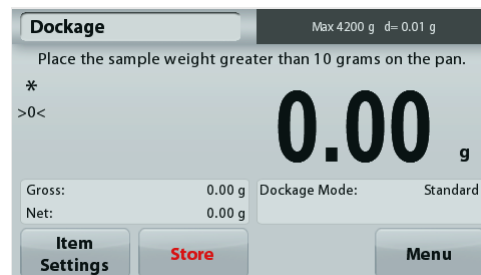 Dockage Max 4200 g d= 0.01 g
Place the sample weight greater than 10 grams on the pan.
*
>0<
0.00 g
Gross: 0.00 g Dockage Mode: Standard
Net: 0.00 g
Item Settings Store Menu